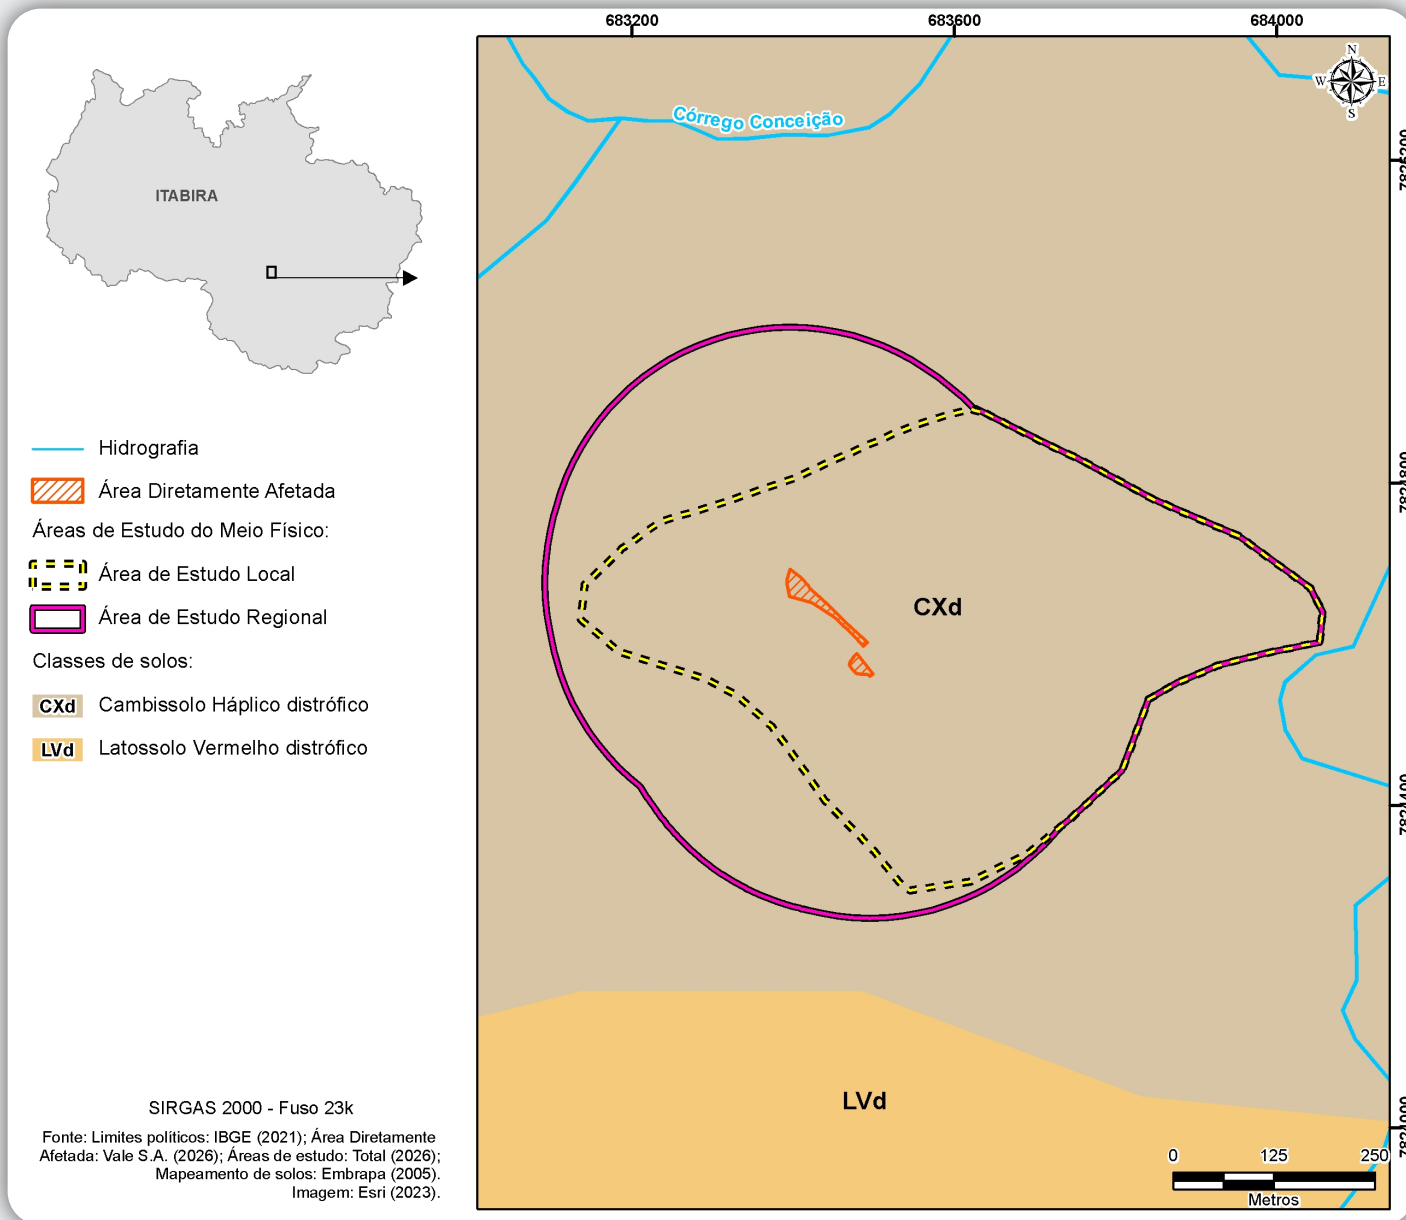 683200
683600
684000
N
W
E
S
Córrego Conceição
ITABIRA
Hidrografia
Área Diretamente Afetada
Áreas de Estudo do Meio Físico:
Área de Estudo Local
Área de Estudo Regional
Classes de solos:
CXd
Cambissolo Háplico distrófico
LVd
Latossolo Vermelho distrófico
CXd
LVd
SIRGAS 2000 - Fuso 23k
Fonte: Limites políticos: IBGE (2021); Área Diretamente
Afetada: Vale S.A. (2026); Áreas de estudo: Total (2026);
Mapeamento de solos: Embrapa (2005).
Imagem: Esri (2023).
0
125
250
Metros